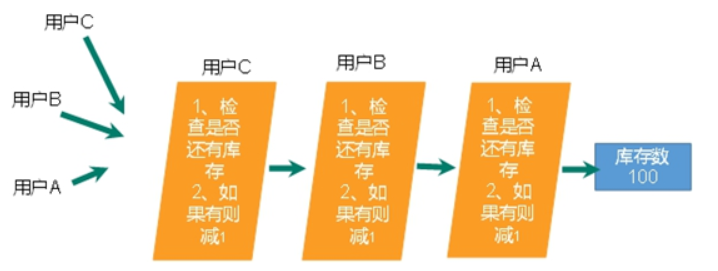 用户C
用户B
用户A
用户C
1、检
查是否
还有库
存
2、如
果有则
减1
用户B
1、检
查是否
还有库
存
2、如
果有则
减1
用户A
1、检
查是否
还有库
存
2、如
果有则
减1
库存数
100